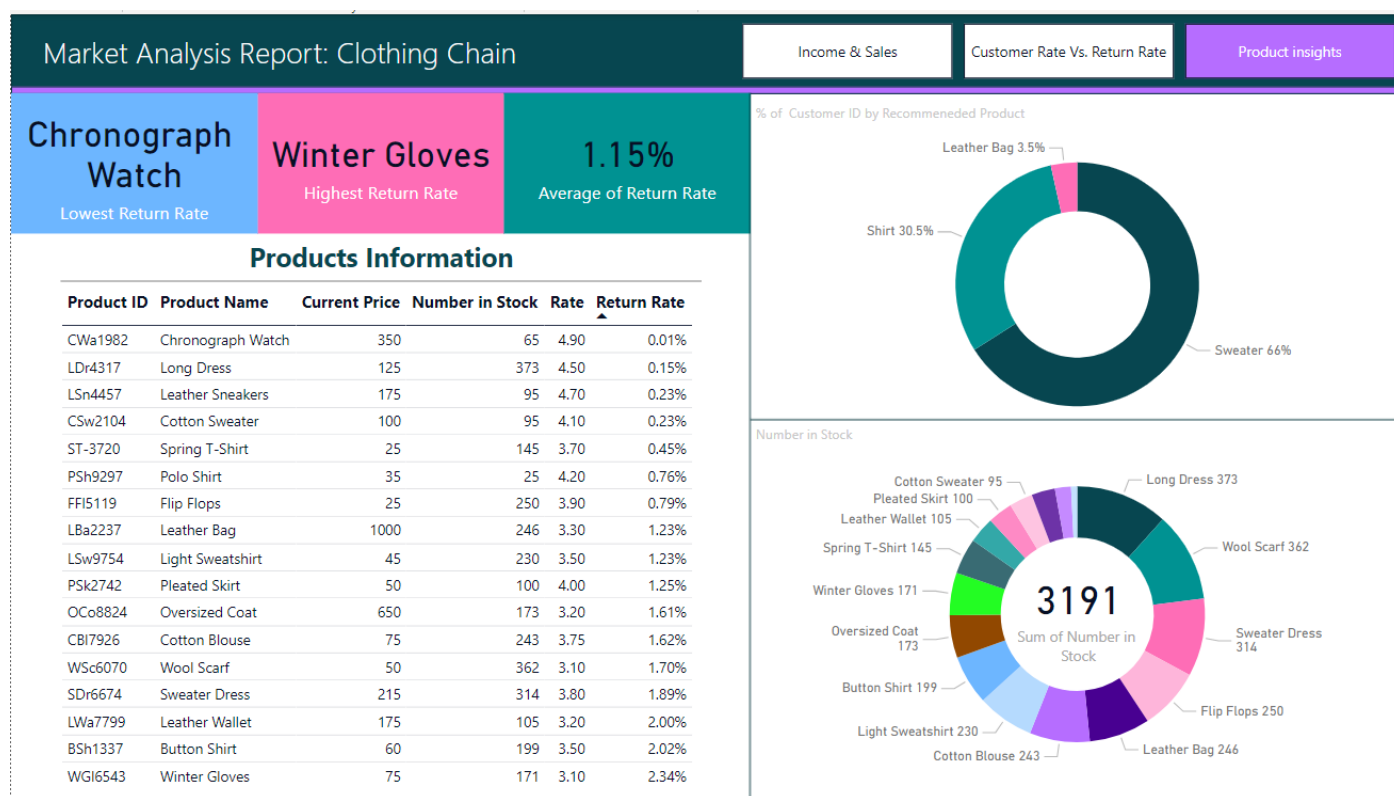 Market Analysis Report: Clothing Chain
Income & Sales
Customer Rate Vs. Return Rate
Product insights
Chronograph
Watch
Lowest Return Rate
Winter Gloves
Highest Return Rate
1.15%
Average of Return Rate
Products Information
Product ID Product Name Current Price Number in Stock Rate Return Rate
CWa1982 Chronograph Watch 350 65 4.90 0.01%
LDr4317 Long Dress 125 373 4.50 0.15%
LSn4457 Leather Sneakers 175 95 4.70 0.23%
CSw2104 Cotton Sweater 100 95 4.10 0.23%
ST-3720 Spring T-Shirt 25 145 3.70 0.45%
PSh9297 Polo Shirt 35 25 4.20 0.76%
FFl5119 Flip Flops 25 250 3.90 0.79%
LBa2237 Leather Bag 1000 246 3.30 1.23%
LSw9754 Light Sweatshirt 45 230 3.50 1.23%
PSk2742 Pleated Skirt 50 100 4.00 1.25%
OCo8824 Oversized Coat 650 173 3.20 1.61%
CBl7926 Cotton Blouse 75 243 3.75 1.62%
WSc6070 Wool Scarf 50 362 3.10 1.70%
SDr6674 Sweater Dress 215 314 3.80 1.89%
LWa7799 Leather Wallet 175 105 3.20 2.00%
BSh1337 Button Shirt 60 199 3.50 2.02%
WGl6543 Winter Gloves 75 171 3.10 2.34%
% of Customer ID by Recommeneded Product
Leather Bag 3.5%
Shirt 30.5%
Sweater 66%
Number in Stock
Cotton Sweater 95
Pleated Skirt 100
Leather Wallet 105
Spring T-Shirt 145
Winter Gloves 171
Oversized Coat
173
Button Shirt 199
Light Sweatshirt 230
Cotton Blouse 243
Long Dress 373
Wool Scarf 362
Sweater Dress
314
Flip Flops 250
Leather Bag 246
3191
Sum of Number in
Stock